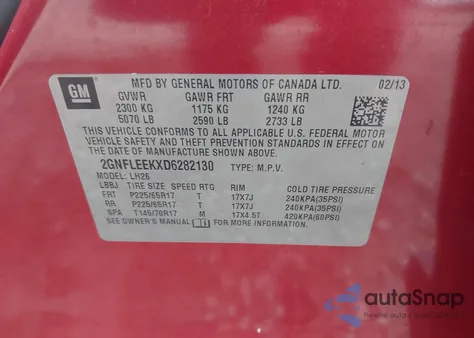 GM
MFD BY GENERAL MOTORS OF CANADA LTD. 02/13
GVWR GAWR FRT GAWR RR
2300 KG 1175 KG 1240 KG
5070 LB 2590 LB 2733 LB
THIS VEHICLE CONFORMS TO ALL APPLICABLE U.S. FEDERAL MOTOR
VEHICLE SAFETY AND THEFT PREVENTION STANDARDS IN
EFFECT ON THE DATE OF MANUFACTURE SHOWN ABOVE.
2GNFLEEKXD6282130 TYPE: M.P.V.
MODEL: LH26
LBBJ TIRE SIZE SPEED RTG RIM COLD TIRE PRESSURE
FRT P225/65R17 T 17X7J 240KPA(35PSI)
RR P225/65R17 T 17X7J 240KPA(35PSI)
SPA T145/70R17 M 17X4.5T 420KPA(60PSI)
SEE OWNER'S MANUAL FOR MORE INFORMATION.
autoSnap